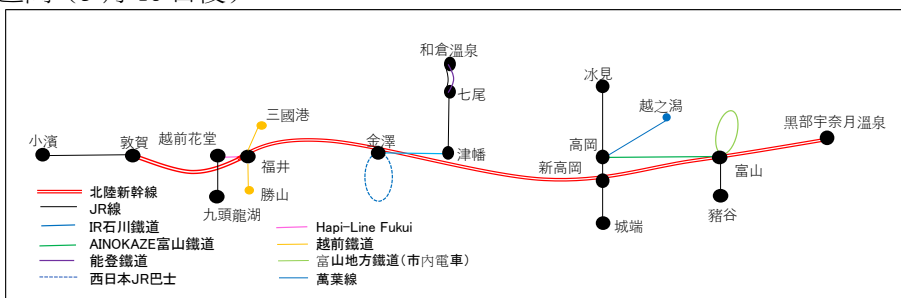 和倉溫泉
冰見
七尾
越之潟
三國港
黑部宇奈月溫泉
小濱
敦賀
越前花堂
金澤
高岡
福井
津幡
新高岡
富山
勝山
九頭龍湖
城端
豬谷
北陸新幹線
JR線
IR石川鐵道
AINOKAZE富山鐵道
能登鐵道
西日本JR巴士
Hapi-Line Fukui
越前鐵道
富山地方鐵道(市內電車)
萬葉線